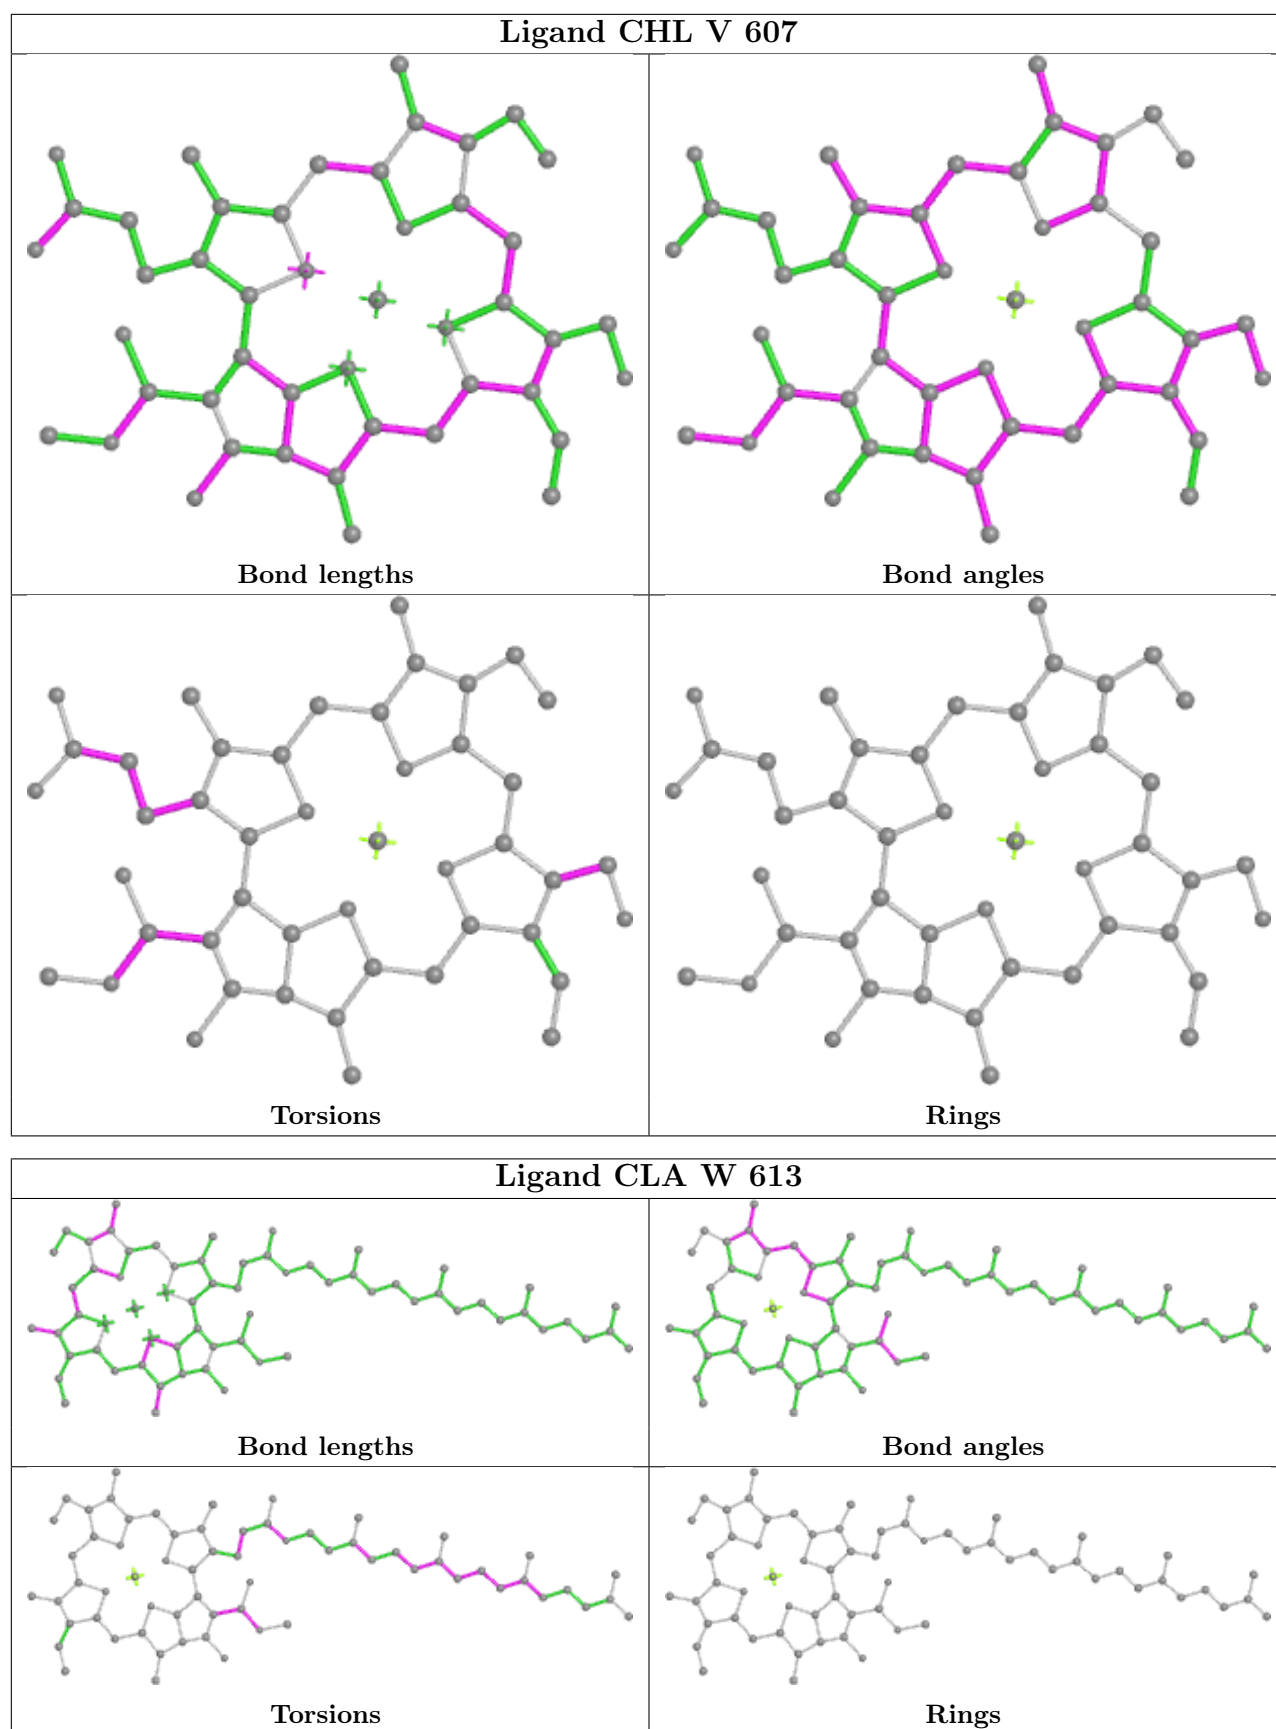 Ligand CHL V 607
Bond lengths
Bond angles
Torsions
Rings
Ligand CLA W 613
Bond lengths
Bond angles
Torsions
Rings